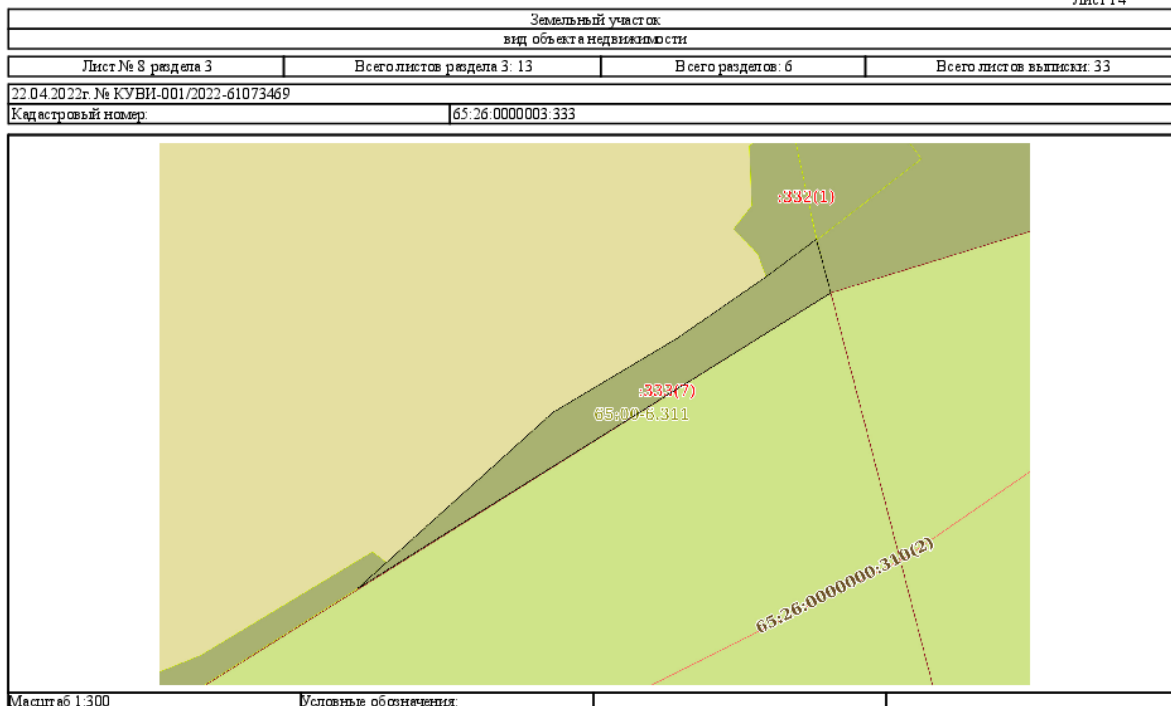 Лист 14
Земельный участок
вид объекта недвижимости
Лист № 8 раздела 3 Всего листов раздела 3: 13 Всего разделов: 6 Всего листов выписки: 33
22.04.2022г. № КУВИ-001/2022-61073469
Кадастровый номер: 65:26:0000003:333
:332(1)
:333(7)
65:00-6.311
65:26:0000000:310(2)
Масштаб 1:300 Условные обозначения: